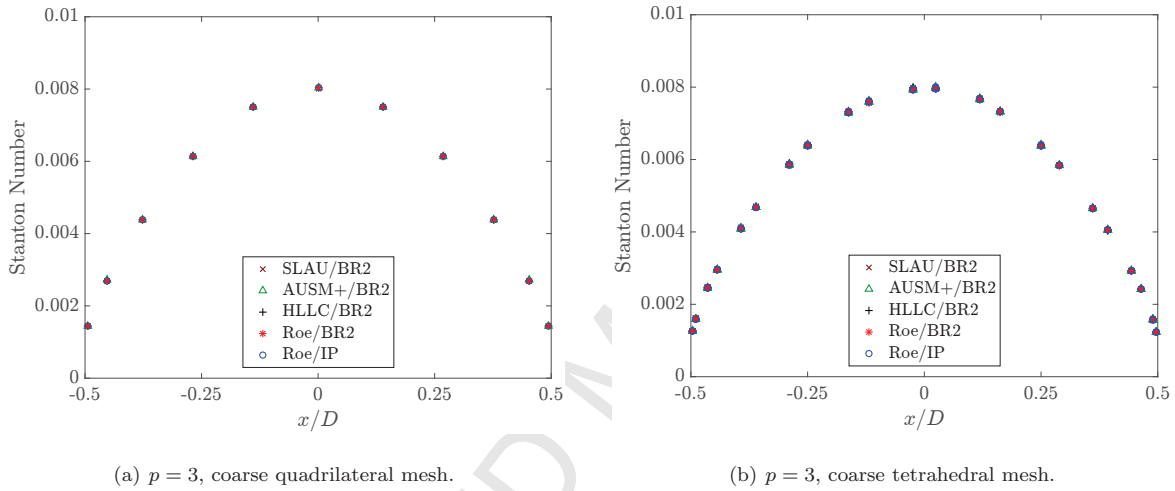 0.01
0.008
0.006
0.004
0.002
0
Stanton Number
-0.5
-0.25
0
0.25
0.5
x/D
SLAU/BR2
AUSM+/BR2
HLLC/BR2
Roe/BR2
Roe/IP
(a) p = 3, coarse quadrilateral mesh.
0.01
0.008
0.006
0.004
0.002
0
Stanton Number
-0.5
-0.25
0
0.25
0.5
x/D
SLAU/BR2
AUSM+/BR2
HLLC/BR2
Roe/BR2
Roe/IP
(b) p = 3, coarse tetrahedral mesh.